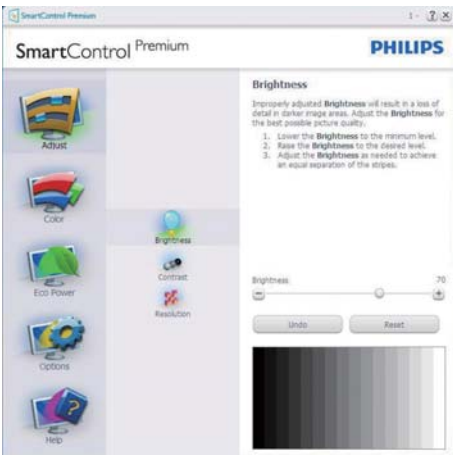 SmartControl Premium
1 - ? X
SmartControl Premium
PHILIPS
Adjust
Color
Eco Power
Options
Help
Brightness
Contrast
Resolution
Brightness
Improperly adjusted Brightness will result in a loss of
detail in darker image areas. Adjust the Brightness for
the best possible picture quality.
1. Lower the Brightness to the minimum level.
2. Raise the Brightness to the desired level.
3. Adjust the Brightness as needed to achieve
an equal separation of the stripes.
Brightness 70
Undo Reset